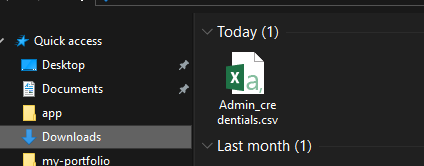 Quick access
Desktop
Documents
app
Downloads
my-portfolio
Today (1)
Admin_cre
dentials.csv
Last month (1)